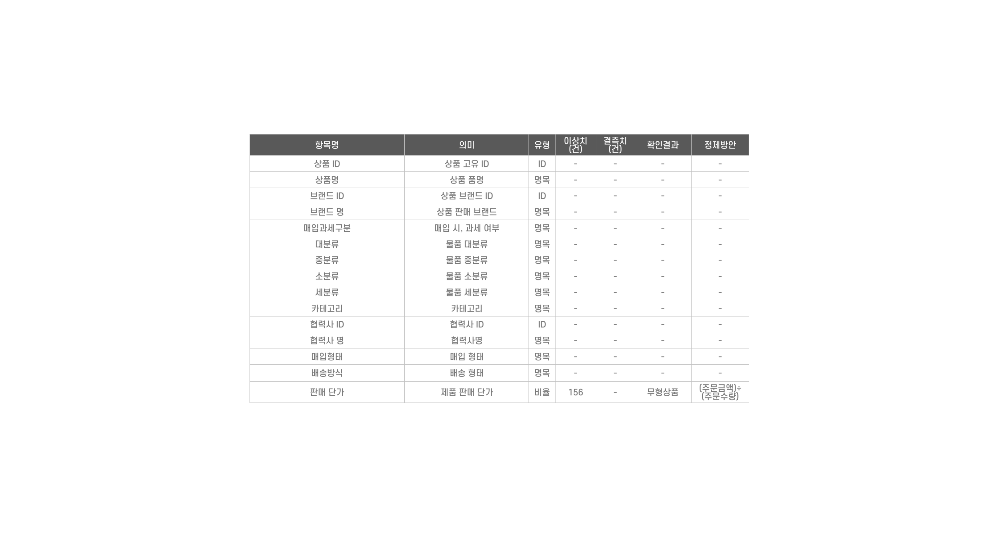 항목명 의미 유형 이상치 (건) 결측치 (건) 확인결과 정제방안
상품 ID 상품 고유 ID ID - - - -
상품명 상품 품명 명목 - - - -
브랜드 ID 상품 브랜드 ID ID - - - -
브랜드 명 상품 판매 브랜드 명목 - - - -
매입과세구분 매입 시, 과세 여부 명목 - - - -
대분류 물품 대분류 명목 - - - -
중분류 물품 중분류 명목 - - - -
소분류 물품 소분류 명목 - - - -
세분류 물품 세분류 명목 - - - -
카테고리 카테고리 명목 - - - -
협력사 ID 협력사 ID ID - - - -
협력사 명 협력사명 명목 - - - -
매입형태 매입 형태 명목 - - - -
배송방식 배송 형태 명목 - - - -
판매 단가 제품 판매 단가 비율 156 - 무형상품 (주문금액)÷ (주문수량)